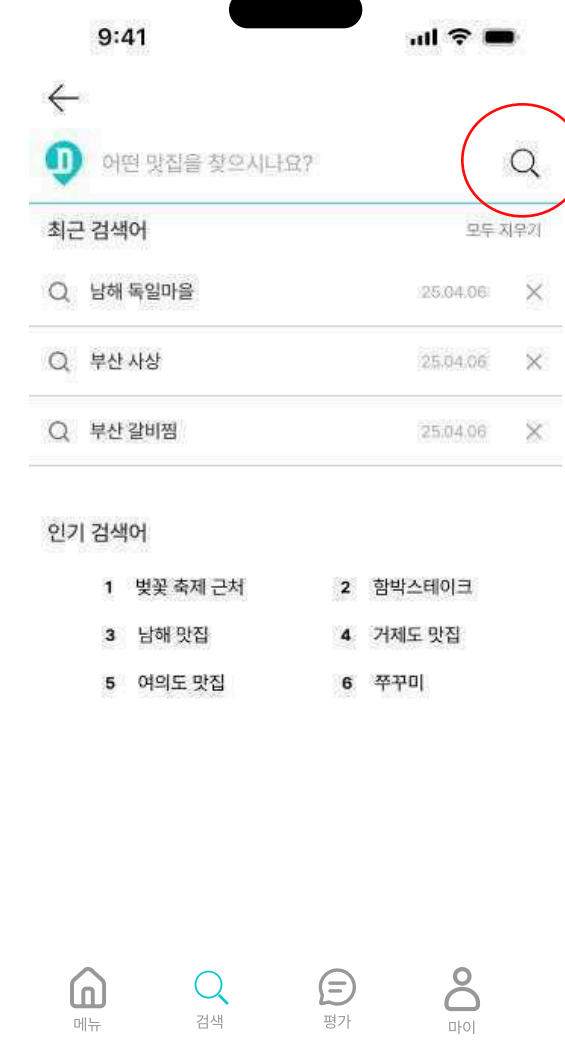 9:41
D
어떤 맛집을 찾으시나요?
최근 검색어 모두 지우기
남해 독일마을 25.04.06
부산 사상 25.04.06
부산 갈비찜 25.04.06
인기 검색어
1 벚꽃 축제 근처 2 함박스테이크
3 남해 맛집 4 거제도 맛집
5 여의도 맛집 6 쭈꾸미
메뉴 검색 평가 마이